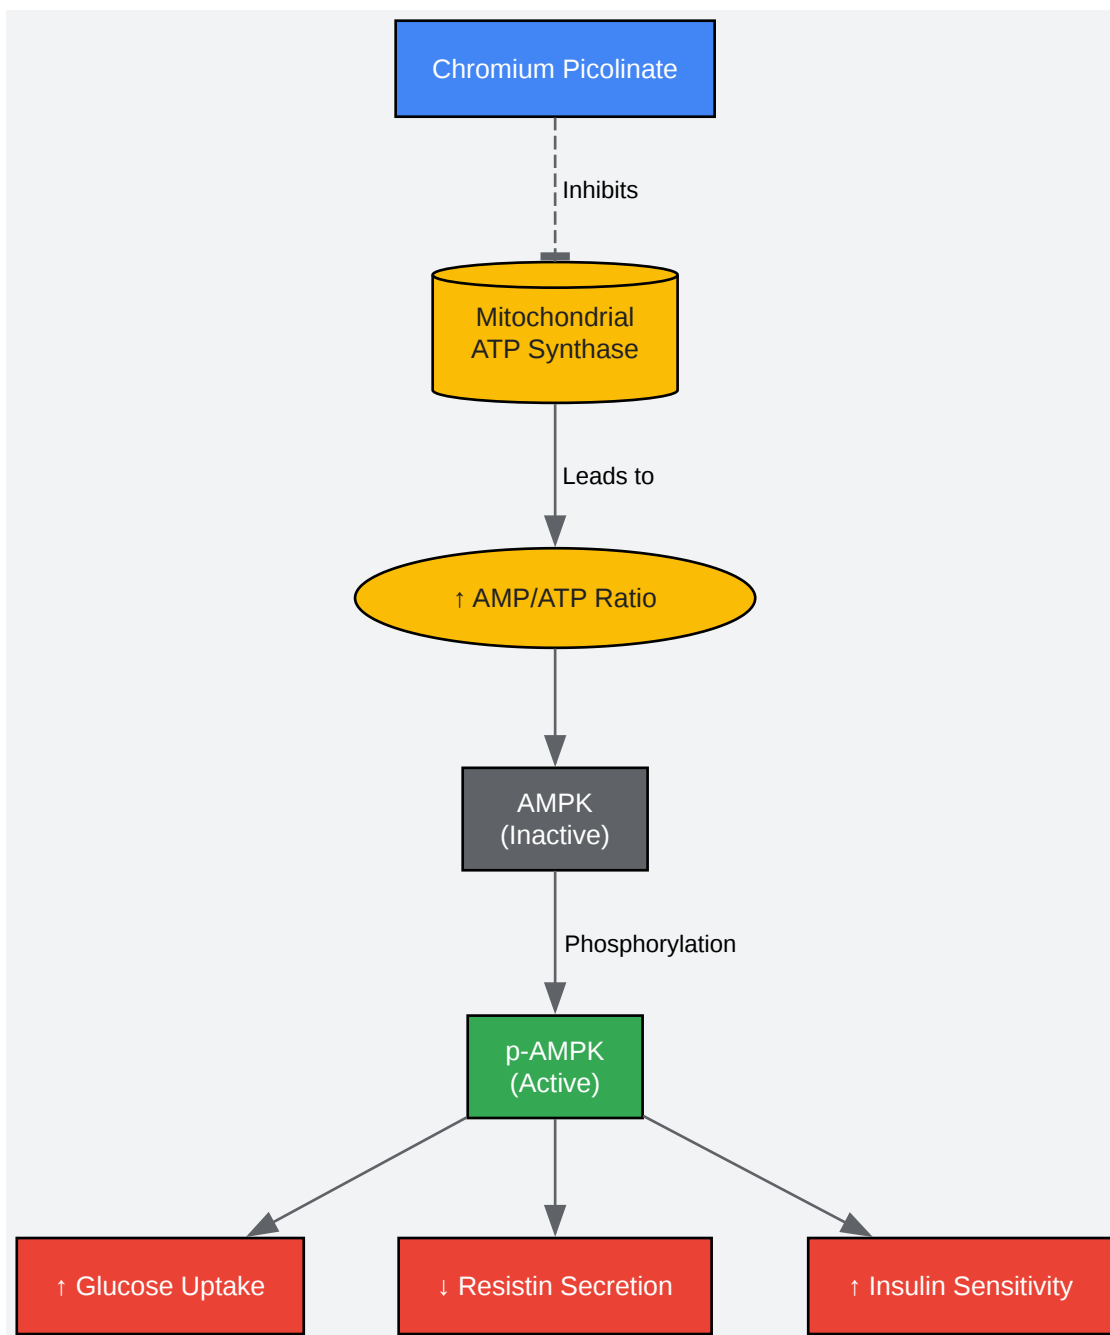 Chromium Picolinate
Inhibits
Mitochondrial
ATP Synthase
Leads to
↑ AMP/ATP Ratio
AMPK
(Inactive)
Phosphorylation
p-AMPK
(Active)
↑ Glucose Uptake
↓ Resistin Secretion
↑ Insulin Sensitivity